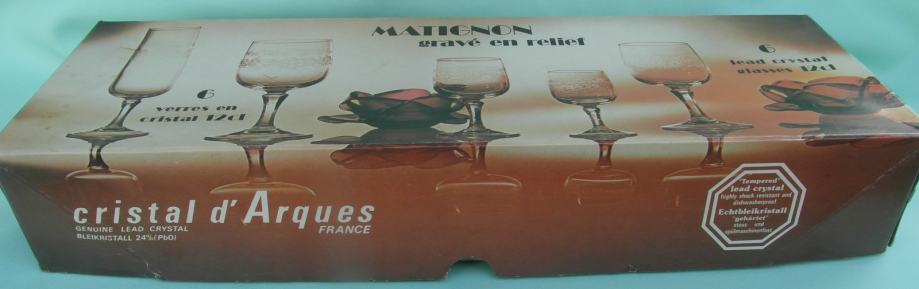 MATIGNON
gravé en relief
6
verres en
cristal 12cl
6
lead crystal
glasses 12cl
cristal d'Arques
FRANCE
GENUINE LEAD CRYSTAL
BLEIKRISTALL 24% (PbO)
"Tempered"
lead crystal
highly shock resistant and
dishwasherproof
Echtbleikristall
"gehärtet"
stoss und
spülmaschinenfest